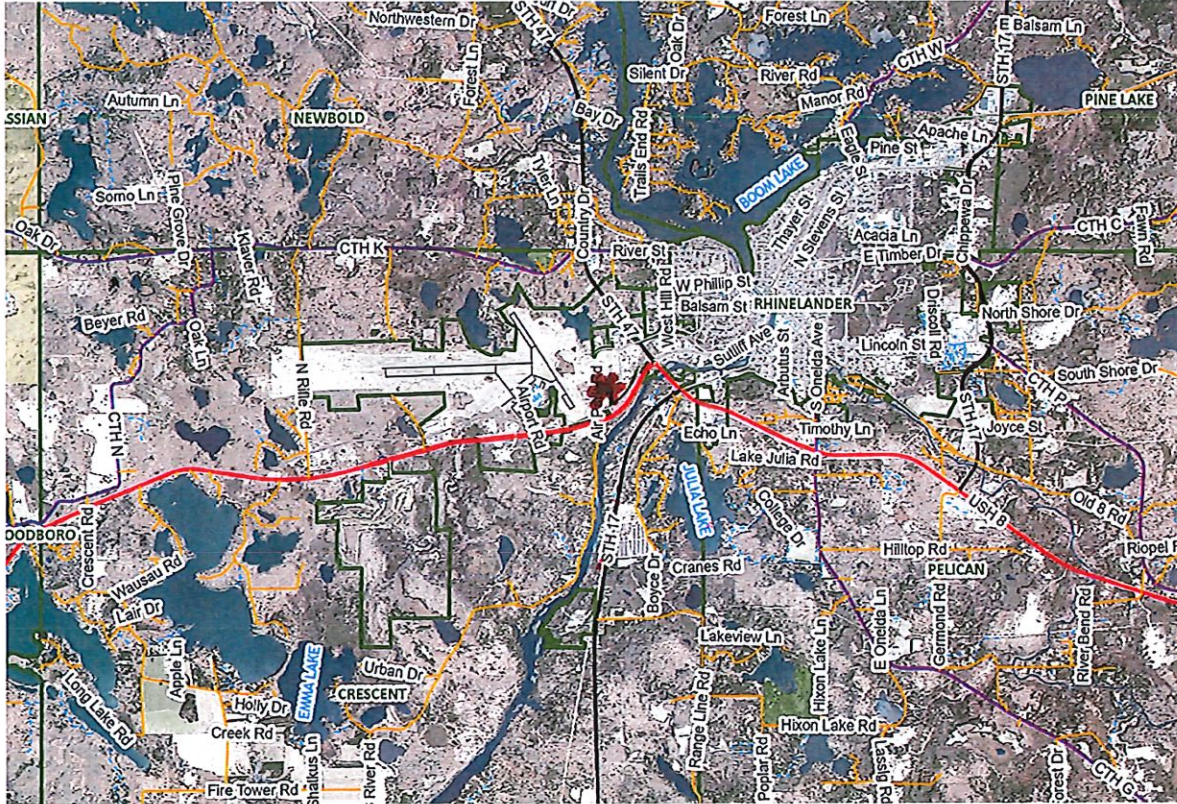 Northwestern Dr
STH 47
Forest Ln
CTH W
STH 17
E Balsam Ln
Forest Ln
Oak Dr
Silent Dr
River Rd
Autumn Ln
NEWBOLD
Bay Dr
Manor Rd
PINE LAKE
Trails End Rd
Eagle St
Apache Ln
Pine St
BOOM LAKE
Tyler Ln
Somo Ln
Pine Grove Dr
Country Dr
Thayer St
N Stevens St
Chippewa Dr
Oak Dr
Klaver Rd
CTH K
River St
Acacia Ln
E Timber Dr
CTH C
Fawn Rd
West Hill Rd
W Phillip St
Balsam St
RHINELANDER
STH 47
Driscoll Rd
North Shore Dr
Beyer Rd
Oak Ln
Sutliff Ave
Lincoln St
N Rifle Rd
Airport Rd
Arbutus St
S Oneida Ave
South Shore Dr
CTH P
CTH N
STH 17
Joyce St
Echo Ln
Timothy Ln
Lake Julia Rd
JULIA LAKE
College Dr
USH 8
Old 8 Rd
Crescent Rd
STH 17
Hilltop Rd
PELICAN
Wausau Rd
Boyce Dr
Cranes Rd
Lair Dr
Lakeview Ln
Hixon Lake Ln
E Oneida Ln
Germond Rd
River Bend Rd
Apple Ln
EMMA LAKE
Urban Dr
CRESCENT
Long Lake Rd
Holly Dr
Creek Rd
Range Line Rd
Hixon Lake Rd
Fire Tower Rd
Poplar Rd
CTH G